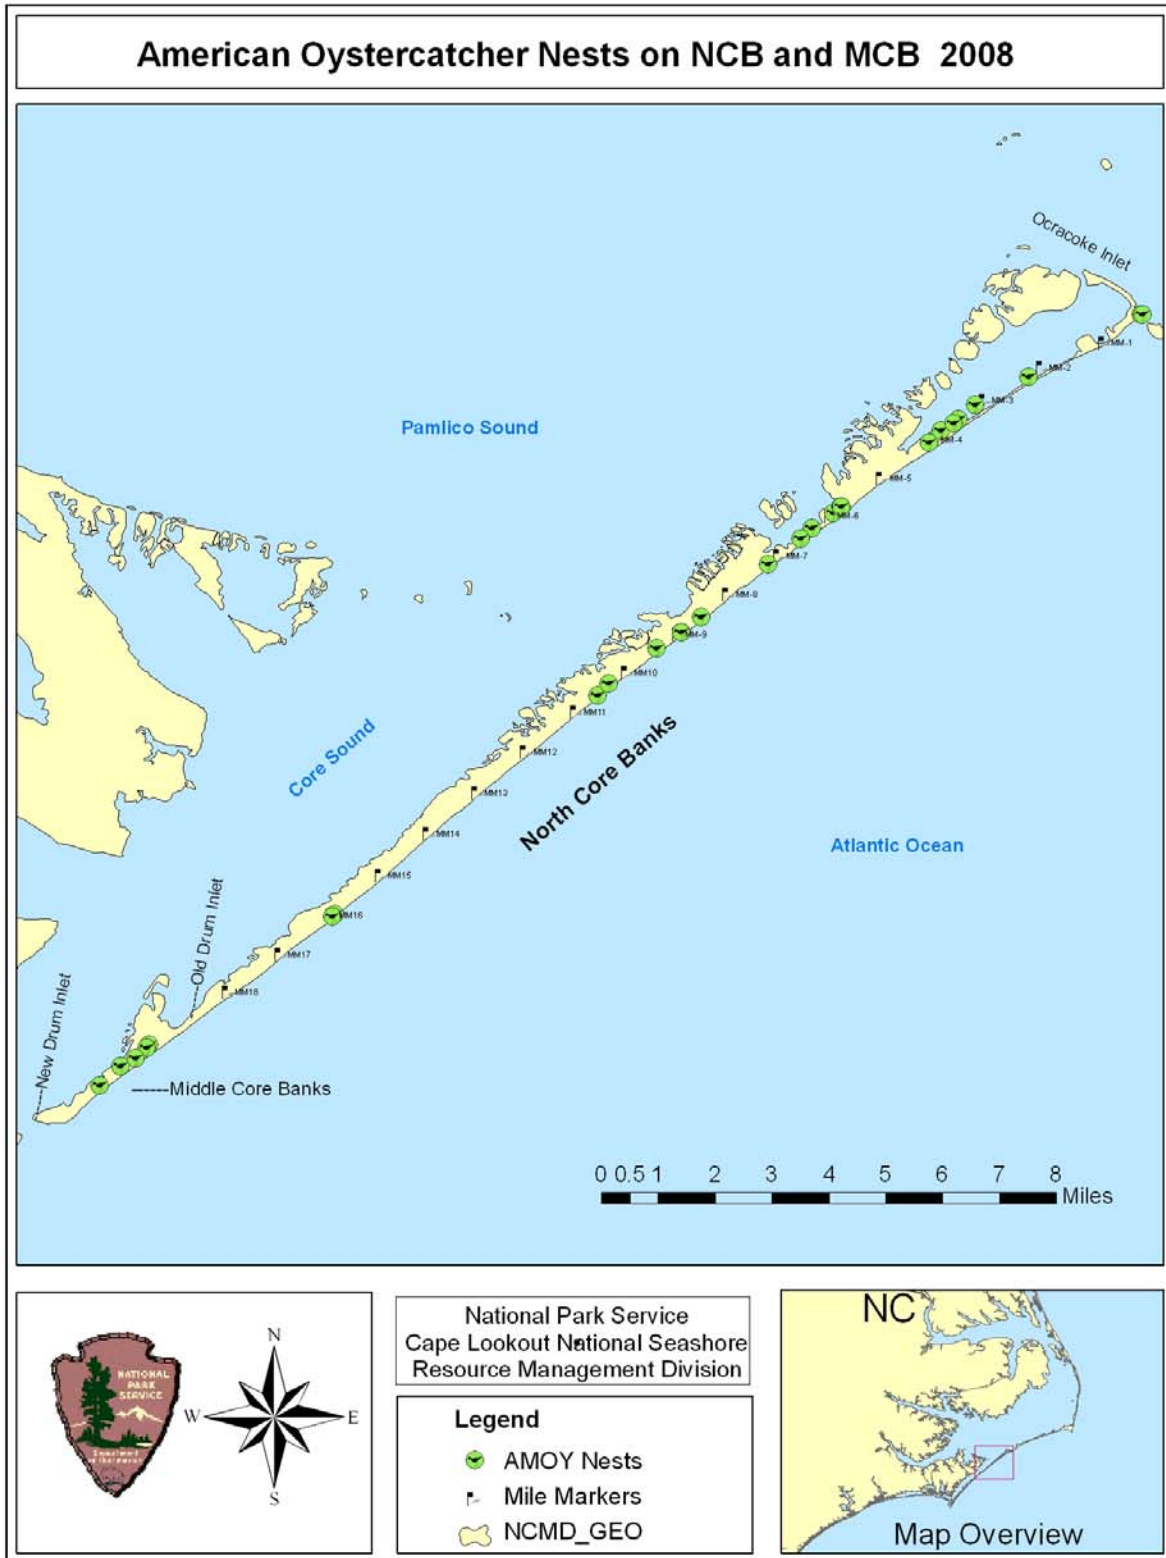 American Oystercatcher Nests on NCB and MCB 2008
Ocracoke Inlet
MM-1
MM-2
MM-3
Pamlico Sound
MM-4
MM-5
MM-6
MM-7
MM-8
MM-9
MM10
MM11
North Core Banks
MM12
Core Sound
MM13
MM14
Atlantic Ocean
MM15
MM16
Old Drum Inlet
MM17
MM18
New Drum Inlet
Middle Core Banks
0 0.5 1 2 3 4 5 6 7 8
Miles
NATIONAL
PARK
SERVICE
Department
of the Interior
N
W
E
S
National Park Service
Cape Lookout National Seashore
Resource Management Division
Legend
AMOY Nests
Mile Markers
NCMD_GEO
NC
Map Overview